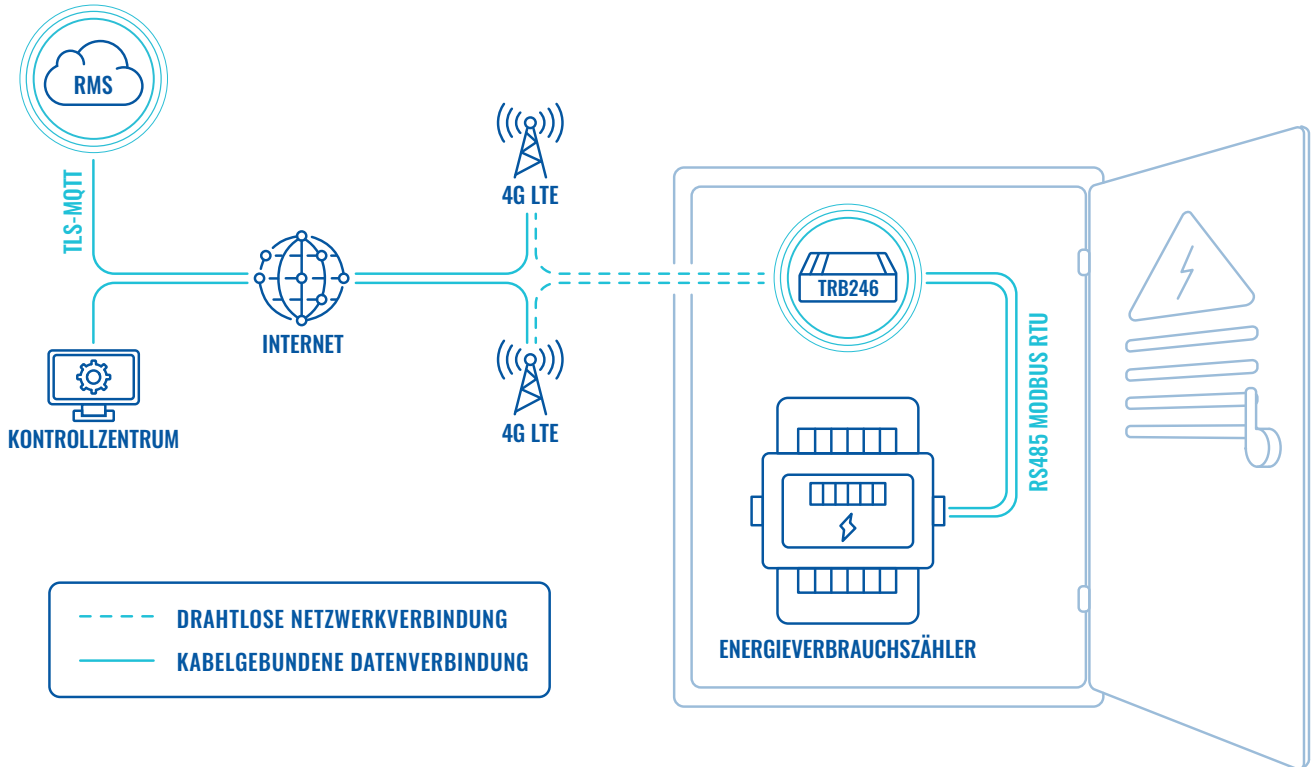 RMS
TLS-MQTT
4G LTE
INTERNET
KONTROLLZENTRUM
4G LTE
TRB246
RS485 MODBUS RTU
ENERGIEVERBRAUCHSZÄHLER
DRAHTLOSE NETZWERKVERBINDUNG
KABELGEBUNDENE DATENVERBINDUNG